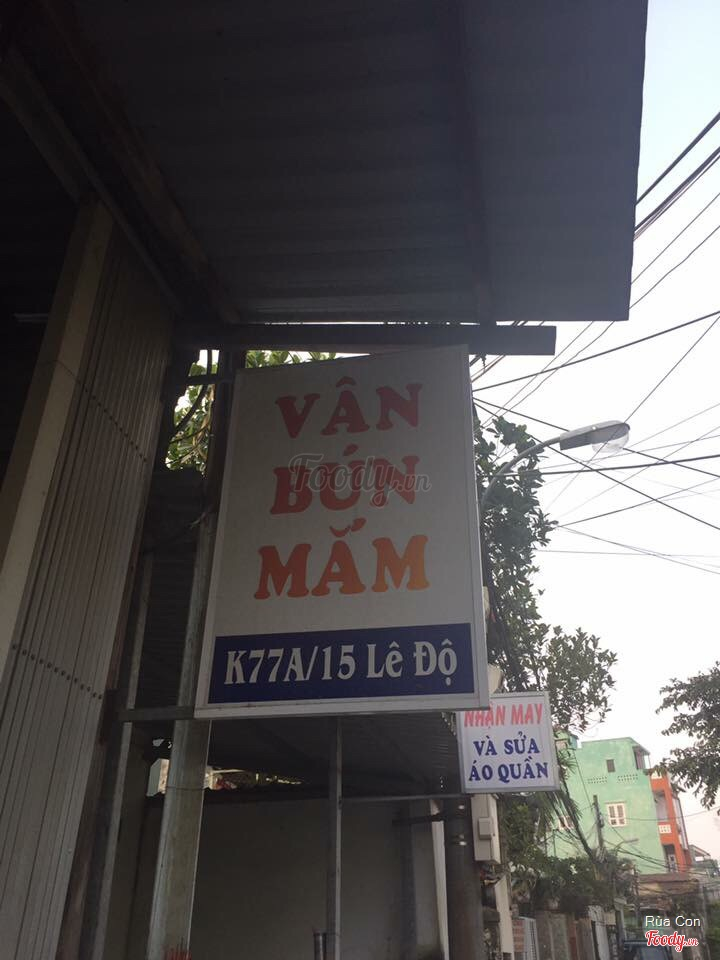 VÂN
BÚN
MẮM
K77A/15 Lê Độ
NHẬN MAY
VÀ SỬA
ÁO QUẦN
Foody.vn
Rùa Con
Foody.vn